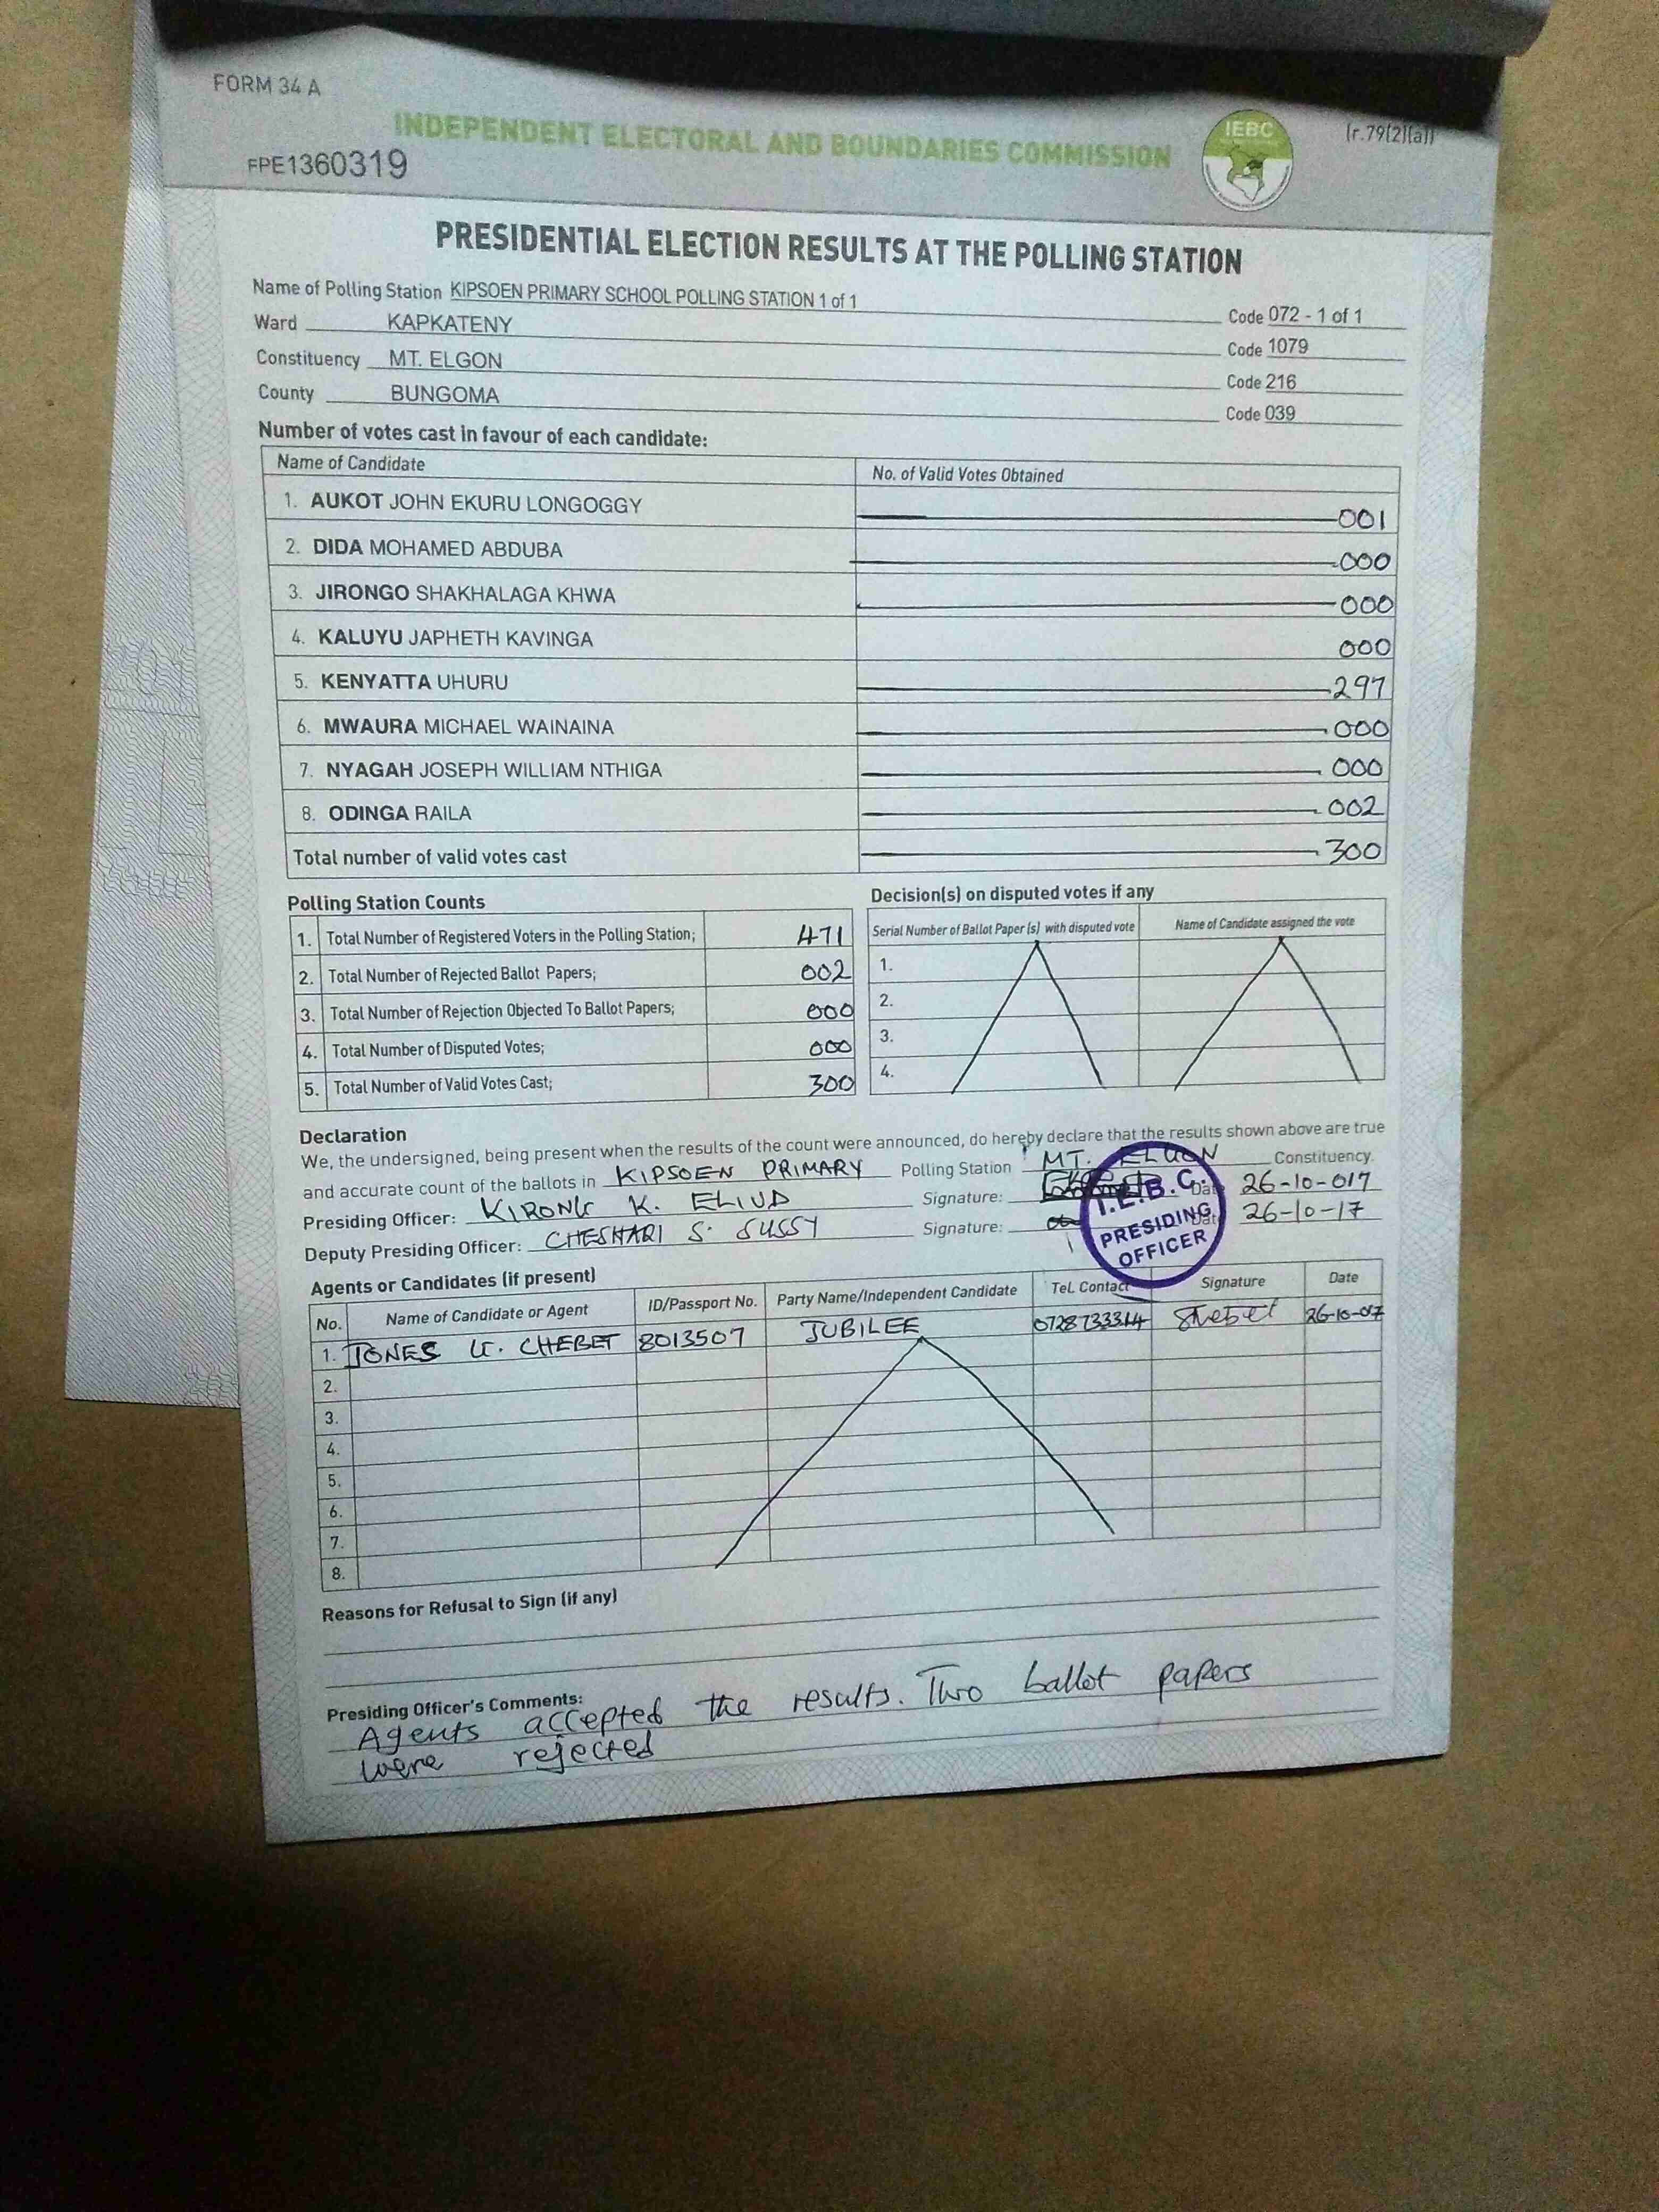 FORM 34 A
INDEPENDENT ELECTORAL AND BOUNDARIES COMMISSION
IEBC
(r.79(2)(a))
FPE1360319
PRESIDENTIAL ELECTION RESULTS AT THE POLLING STATION
Name of Polling Station KIPSOEN PRIMARY SCHOOL POLLING STATION 1 of 1 Code 072 - 1 of 1
Ward KAPKATENY Code 1079
Constituency MT. ELGON Code 216
County BUNGOMA Code 039
Number of votes cast in favour of each candidate:
Name of Candidate No. of Valid Votes Obtained
1. AUKOT JOHN EKURU LONGOGGY 001
2. DIDA MOHAMED ABDUBA 000
3. JIRONGO SHAKHALAGA KHWA 000
4. KALUYU JAPHETH KAVINGA 000
5. KENYATTA UHURU 297
6. MWAURA MICHAEL WAINAINA 000
7. NYAGAH JOSEPH WILLIAM NTHIGA 000
8. ODINGA RAILA 002
Total number of valid votes cast 300
Polling Station Counts
1. Total Number of Registered Voters in the Polling Station; 471
2. Total Number of Rejected Ballot Papers; 002
3. Total Number of Rejection Objected To Ballot Papers; 000
4. Total Number of Disputed Votes; 000
5. Total Number of Valid Votes Cast; 300
Decision(s) on disputed votes if any
Serial Number of Ballot Paper (s) with disputed vote Name of Candidate assigned the vote
1.
2.
3.
4.
Declaration
We, the undersigned, being present when the results of the count were announced, do hereby declare that the results shown above are true
and accurate count of the ballots in KIPSOEN PRIMARY Polling Station MT. ELGON Constituency.
Presiding Officer: KIRONG K. ELIUD Signature: Date 26-10-017
Deputy Presiding Officer: CHESHARI S. SUSSY Signature: Date 26-10-17
I.E.B.C.
PRESIDING
OFFICER
Agents or Candidates (if present)
No. Name of Candidate or Agent ID/Passport No. Party Name/Independent Candidate Tel. Contact Signature Date
1. JONES K. CHEBET 8013507 JUBILEE 26-10-017
2.
3.
4.
5.
6.
7.
8.
Reasons for Refusal to Sign (if any)
Presiding Officer's Comments:
Agents accepted the results. Two ballot papers
were rejected